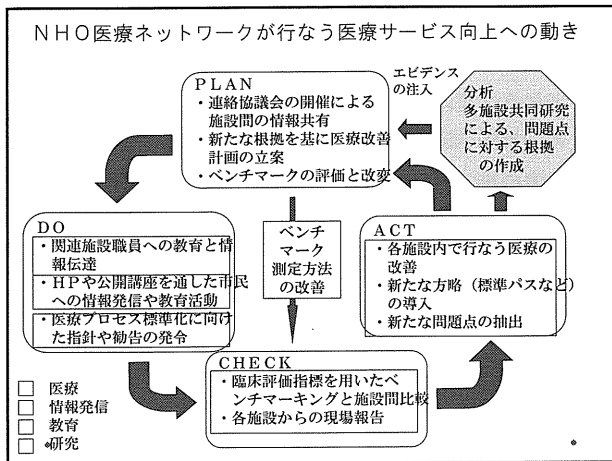 NHO医療ネットワークが行なう医療サービス向上への動き
PLAN
・連絡協議会の開催による
施設間の情報共有
・新たな根拠を基に医療改善
計画の立案
・ベンチマークの評価と改変
エビデンス
の注入
分析
多施設共同研究
による、問題点
に対する根拠
の作成
DO
・関連施設職員への教育と情
報伝達
・HPや公開講座を通した市民
への情報発信や教育活動
・医療プロセス標準化に向け
た指針や勧告の発令
ベンチ
マーク
測定方法
の改善
ACT
・各施設内で行なう医療の
改善
・新たな方略（標準パスなど）
の導入
・新たな問題点の抽出
CHECK
・臨床評価指標を用いたベ
ンチマーキングと施設間比較
・各施設からの現場報告
医療
情報発信
教育
研究